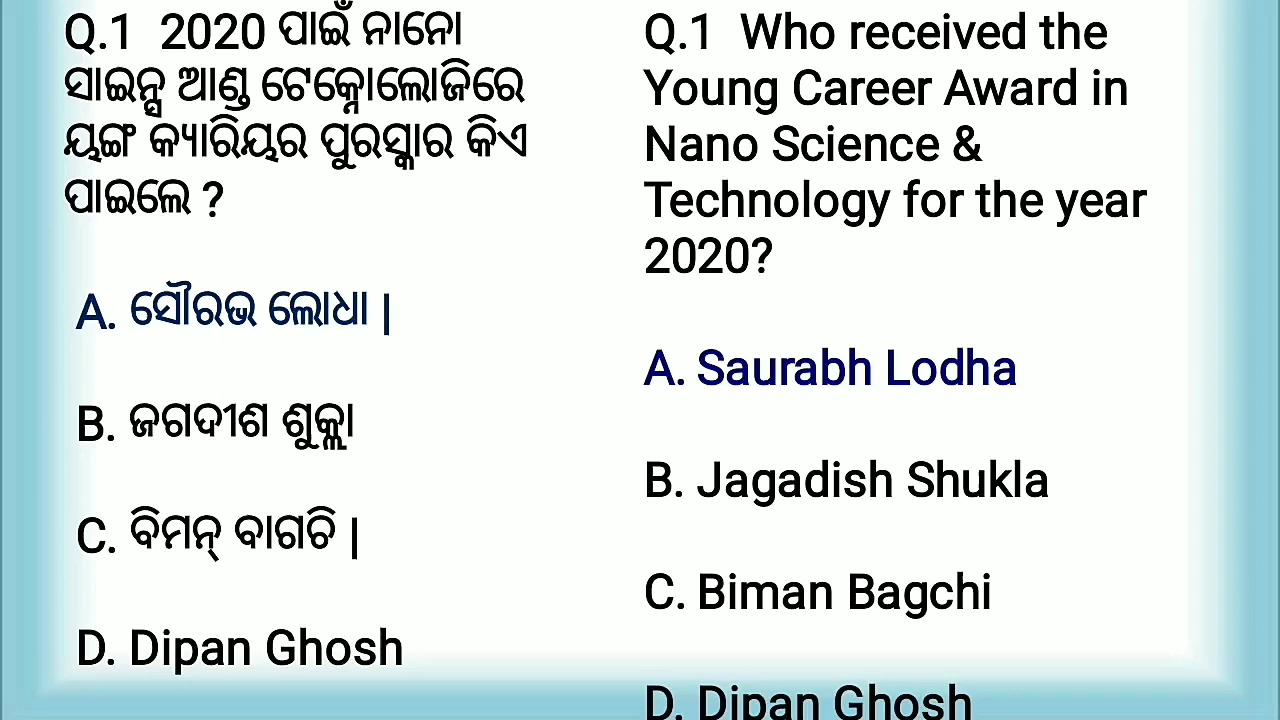 Q.1 2020 ପାଇଁ ନାନୋ
ସାଇନ୍ସ ଆଣ୍ଡ ଟେକ୍ନୋଲୋଜିରେ
ୟଙ୍ଗ କ୍ୟାରିୟର ପୁରସ୍କାର କିଏ
ପାଇଲେ ?
A. ସୌରଭ ଲୋଧା |
B. ଜଗଦୀଶ ଶୁକ୍ଲା
C. ବିମନ୍ ବାଗଚି |
D. Dipan Ghosh
Q.1 Who received the
Young Career Award in
Nano Science &
Technology for the year
2020?
A. Saurabh Lodha
B. Jagadish Shukla
C. Biman Bagchi
D. Dipan Ghosh